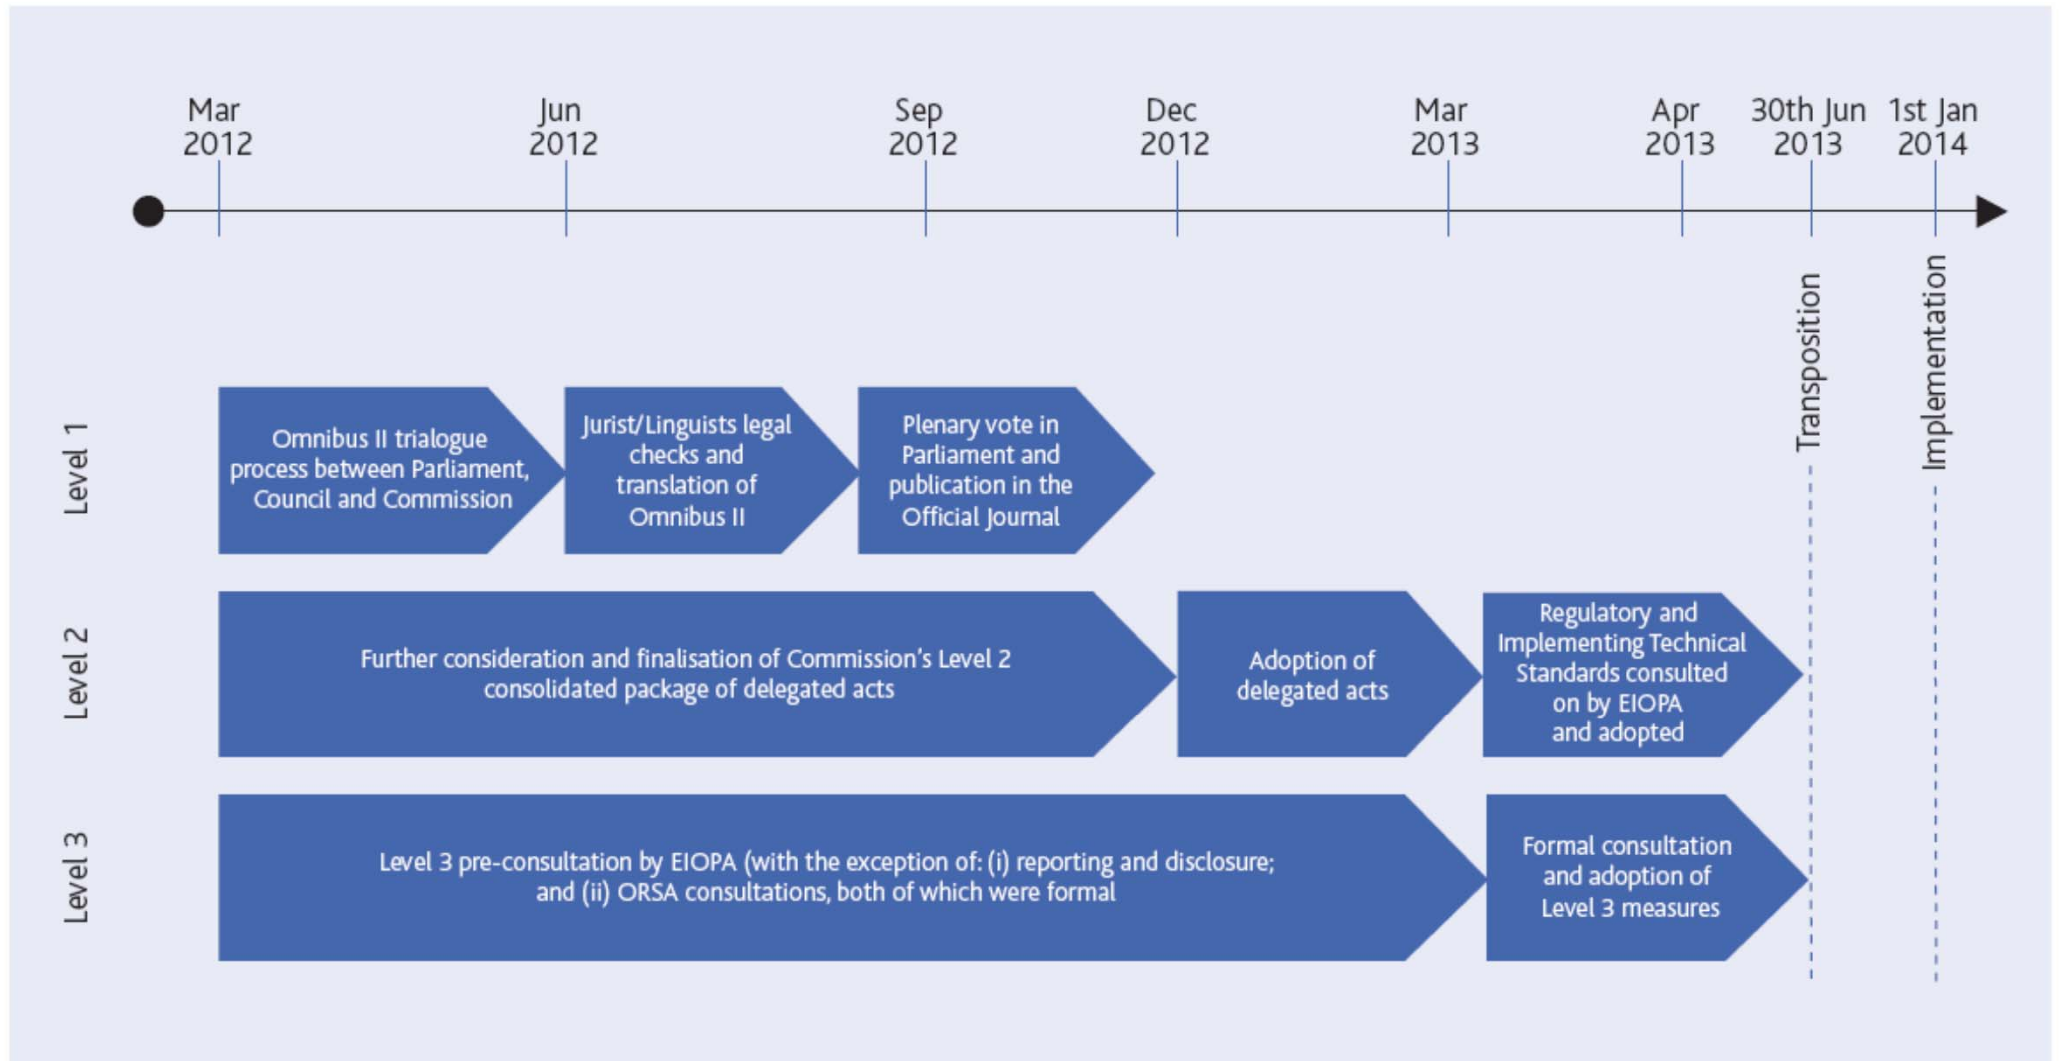 Mar
2012
Jun
2012
Sep
2012
Dec
2012
Mar
2013
Apr
2013
30th Jun
2013
1st Jan
2014
Transposition
Implementation
Level 1
Omnibus II trialogue
process between Parliament,
Council and Commission
Jurist/Linguists legal
checks and
translation of
Omnibus II
Plenary vote in
Parliament and
publication in the
Official Journal
Level 2
Further consideration and finalisation of Commission's Level 2
consolidated package of delegated acts
Adoption of
delegated acts
Regulatory and
Implementing Technical
Standards consulted
on by EIOPA
and adopted
Level 3
Level 3 pre-consultation by EIOPA (with the exception of: (i) reporting and disclosure;
and (ii) ORSA consultations, both of which were formal
Formal consultation
and adoption of
Level 3 measures